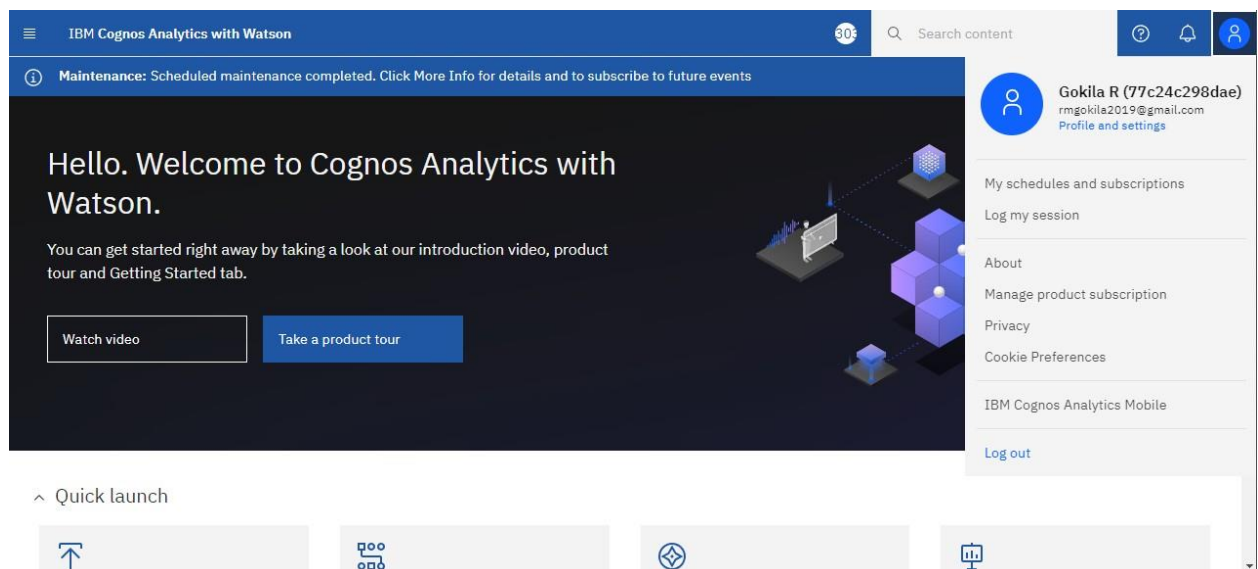 IBM Cognos Analytics with Watson
Search content
Maintenance: Scheduled maintenance completed. Click More Info for details and to subscribe to future events
Gokila R (77c24c298dae)
rmgokila2019@gmail.com
Profile and settings
Hello. Welcome to Cognos Analytics with
Watson.
You can get started right away by taking a look at our introduction video, product
tour and Getting Started tab.
Watch video
Take a product tour
My schedules and subscriptions
Log my session
About
Manage product subscription
Privacy
Cookie Preferences
IBM Cognos Analytics Mobile
Log out
Quick launch